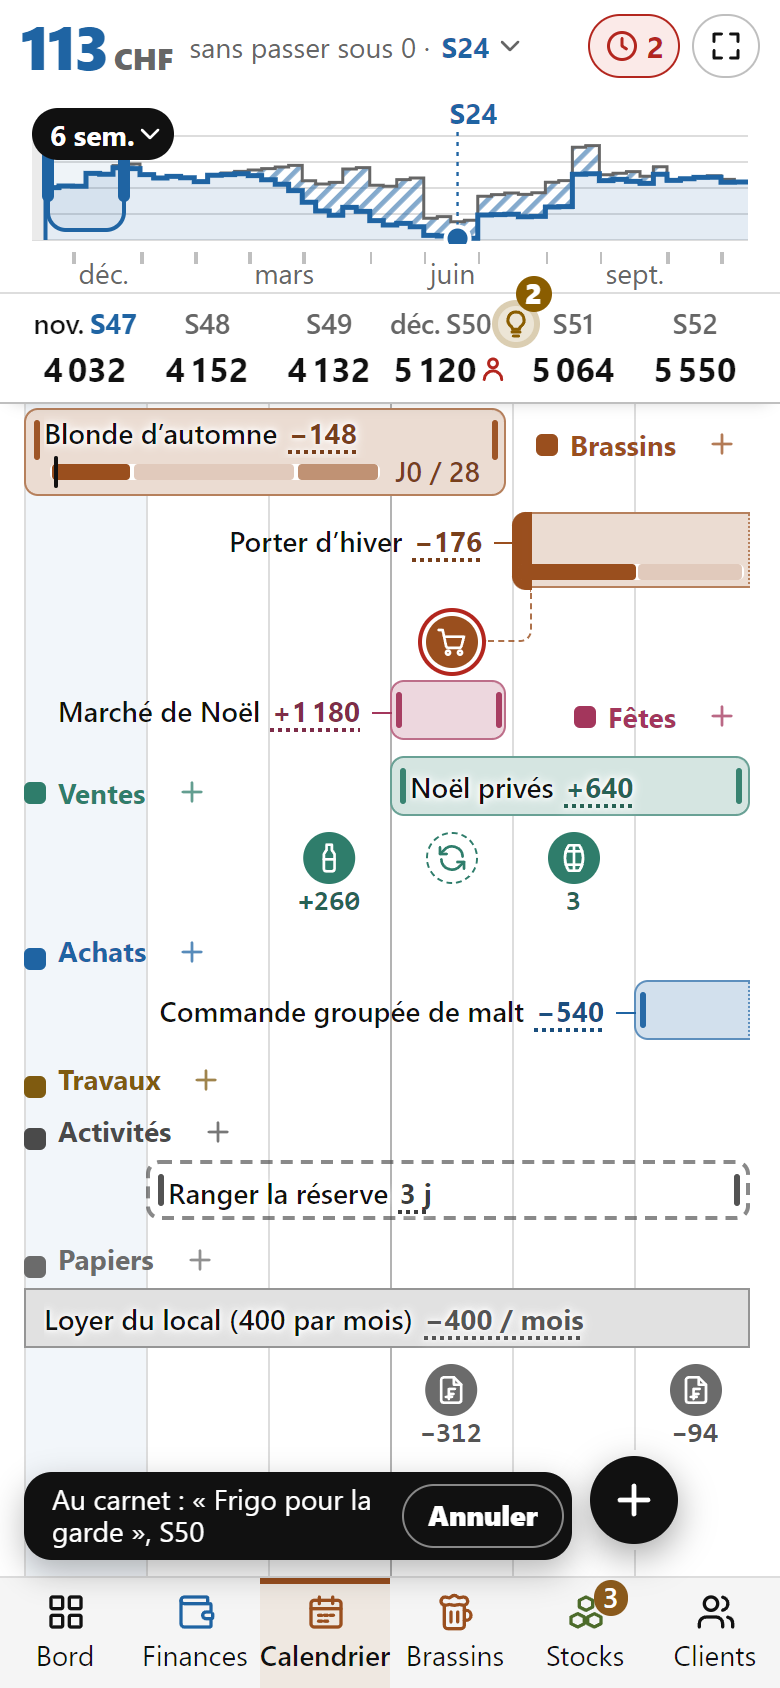 113 CHF sans passer sous 0 · S24
2
S24
6 sem.
déc. mars juin sept.
2
nov. S47 S48 S49 déc. S50 S51 S52
4 032 4 152 4 132 5 120 5 064 5 550
Blonde d’automne −148
J0 / 28
Brassins +
Porter d’hiver −176
Marché de Noël +1 180
Fêtes +
Ventes +
Noël privés +640
+260 3
Achats +
Commande groupée de malt −540
Travaux +
Activités +
Ranger la réserve 3 j
Papiers +
Loyer du local (400 par mois) −400 / mois
−312 −94
Au carnet : « Frigo pour la
garde », S50
Annuler
+
3
Bord Finances Calendrier Brassins Stocks Clients